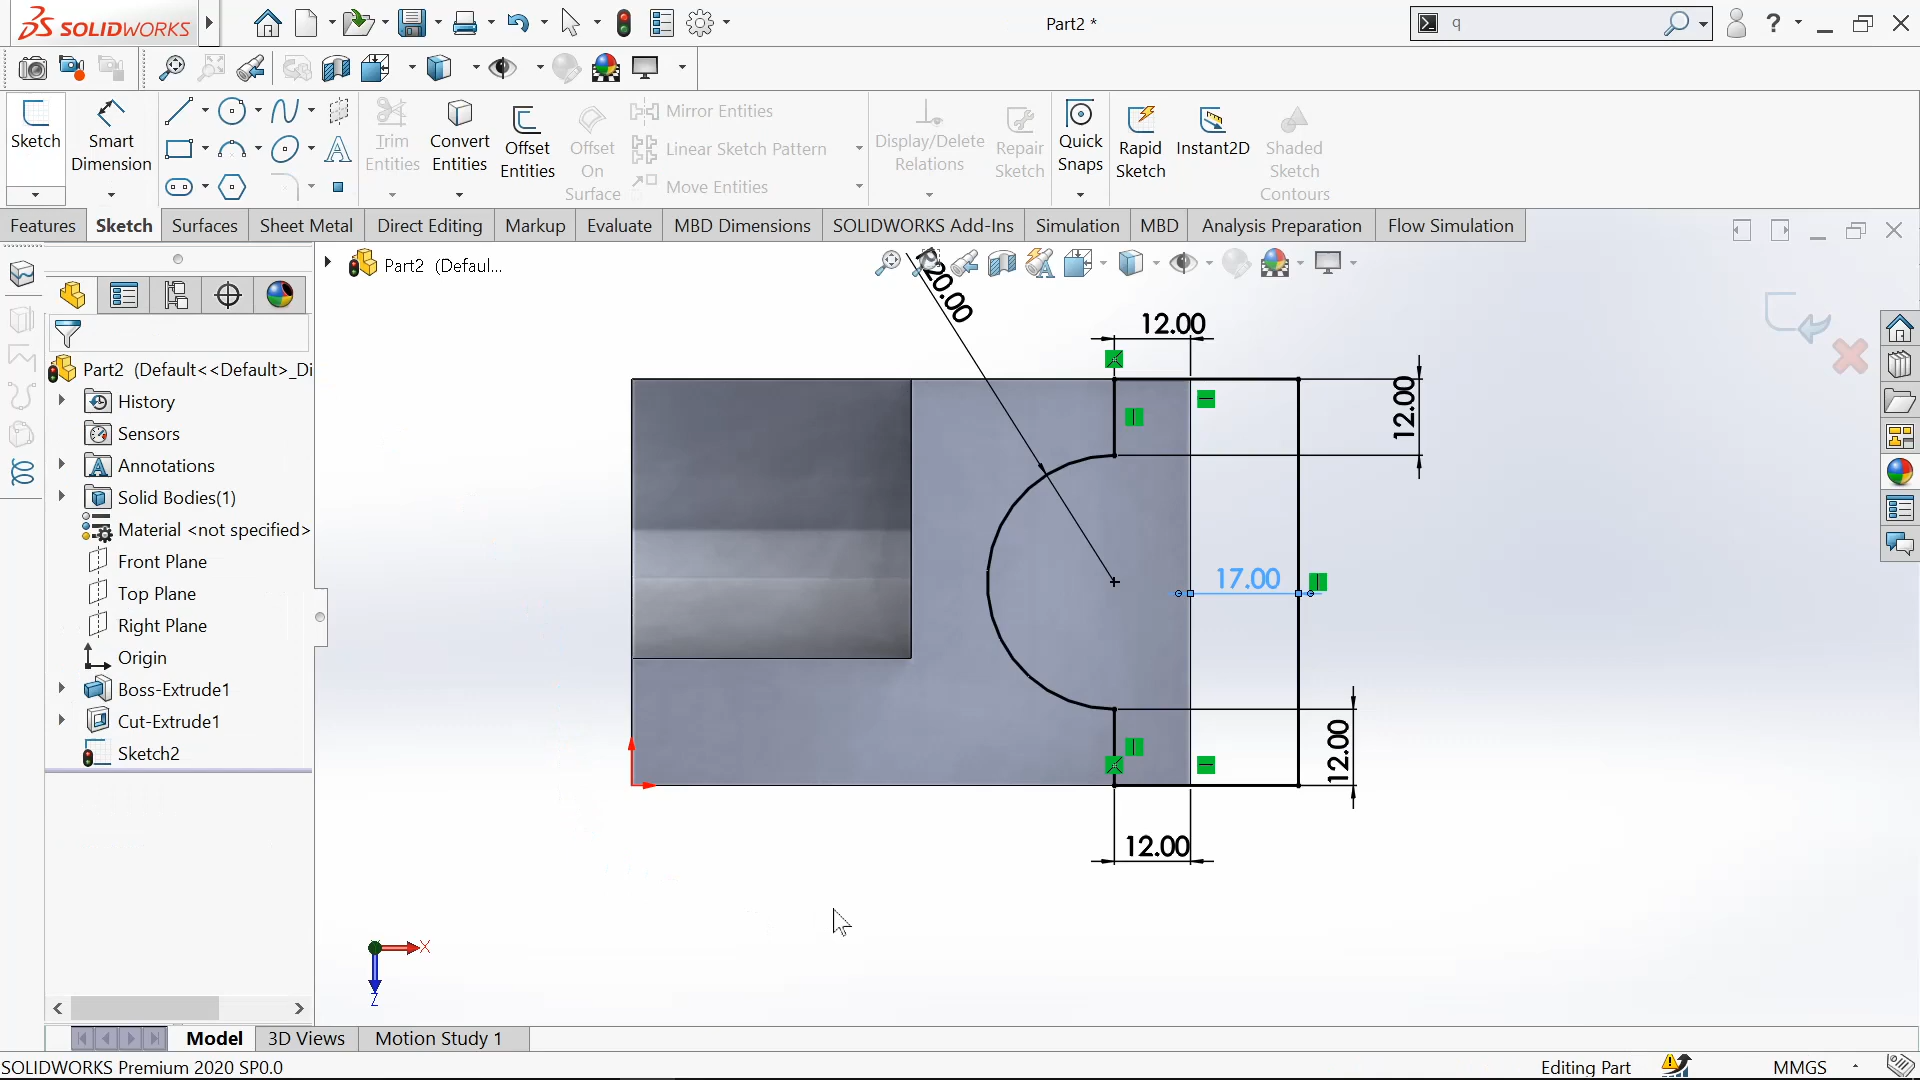 SOLIDWORKS
Part2 *
q
?
Sketch
Smart Dimension
Trim Entities
Convert Entities
Offset Entities
Offset On Surface
Mirror Entities
Linear Sketch Pattern
Move Entities
Display/Delete Relations
Repair Sketch
Quick Snaps
Rapid Sketch
Instant2D
Shaded Sketch Contours
Features
Sketch
Surfaces
Sheet Metal
Direct Editing
Markup
Evaluate
MBD Dimensions
SOLIDWORKS Add-Ins
Simulation
MBD
Analysis Preparation
Flow Simulation
Part2 (Defaul...
Part2 (Default<<Default>_Di
History
Sensors
Annotations
Solid Bodies(1)
Material <not specified>
Front Plane
Top Plane
Right Plane
Origin
Boss-Extrude1
Cut-Extrude1
Sketch2
R20.00
12.00
12.00
17.00
12.00
12.00
X
Z
Model
3D Views
Motion Study 1
SOLIDWORKS Premium 2020 SP0.0
Editing Part
MMGS